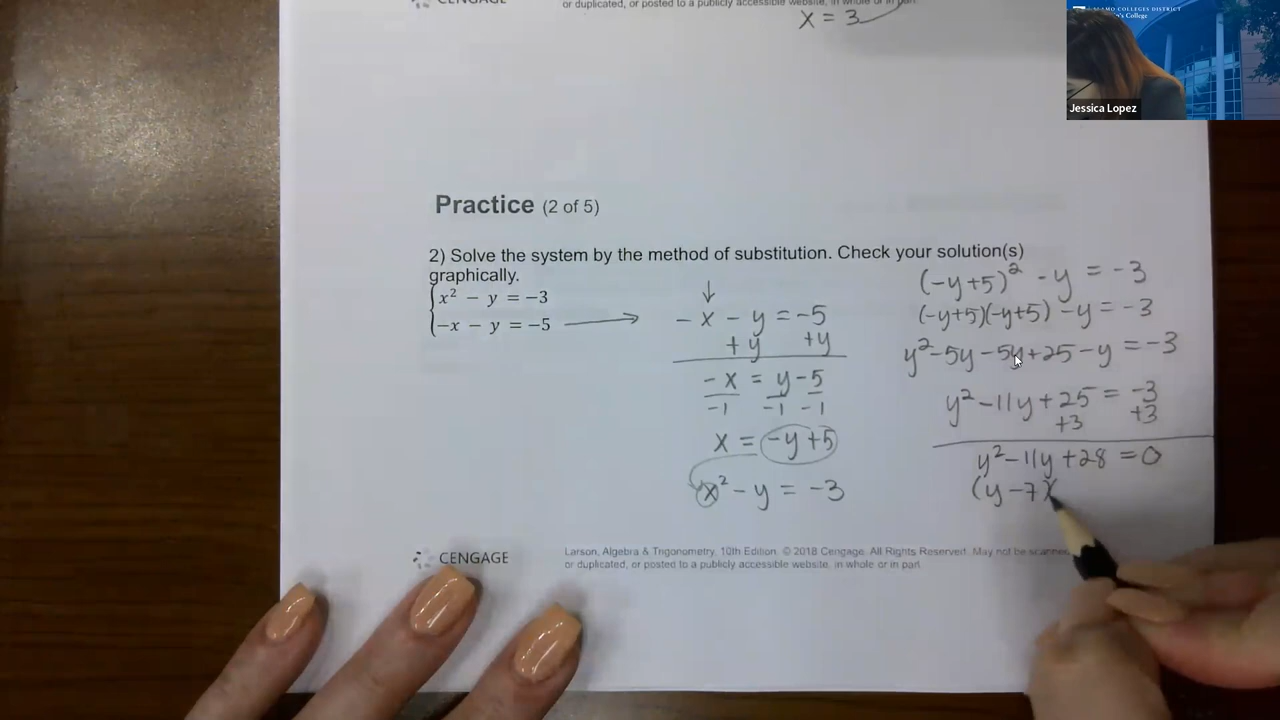 CENGAGE
or duplicated, or posted to a publicly accessible website, in whole or in part.
x = 3
Jessica Lopez
Practice (2 of 5)
2) Solve the system by the method of substitution. Check your solution(s)
graphically.
x² − y = −3
−x − y = −5
-x - y = -5
+y +y
-x = y - 5
-1 -1 -1
x = -y+5
x² - y = -3
(-y+5)² - y = -3
(-y+5)(-y+5) - y = -3
y² - 5y - 5y + 25 - y = -3
y² - 11y + 25 = -3
+3 +3
y² - 11y + 28 = 0
(y - 7)(
CENGAGE
Larson, Algebra & Trigonometry, 10th Edition. © 2018 Cengage. All Rights Reserved. May not be scanned
or duplicated, or posted to a publicly accessible website, in whole or in part.